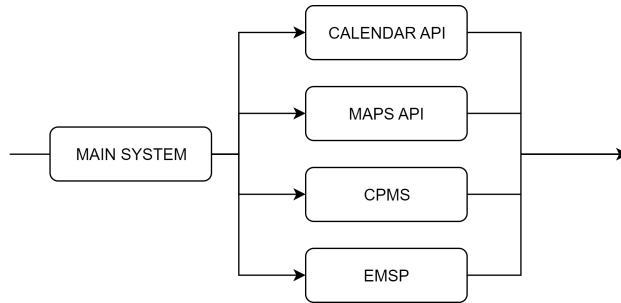 CALENDAR API
MAPS API
MAIN SYSTEM
CPMS
EMSP